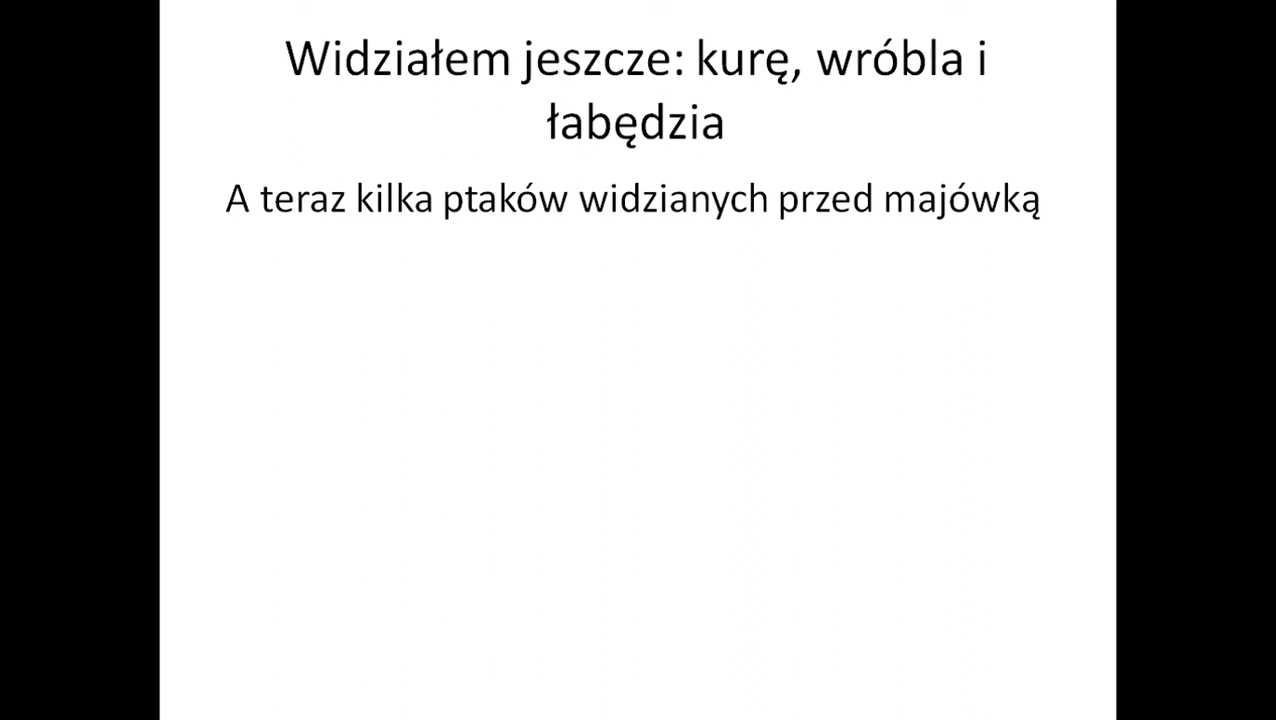 Widziałem jeszcze: kurę, wróbla i
łabędzia
A teraz kilka ptaków widzianych przed majówką